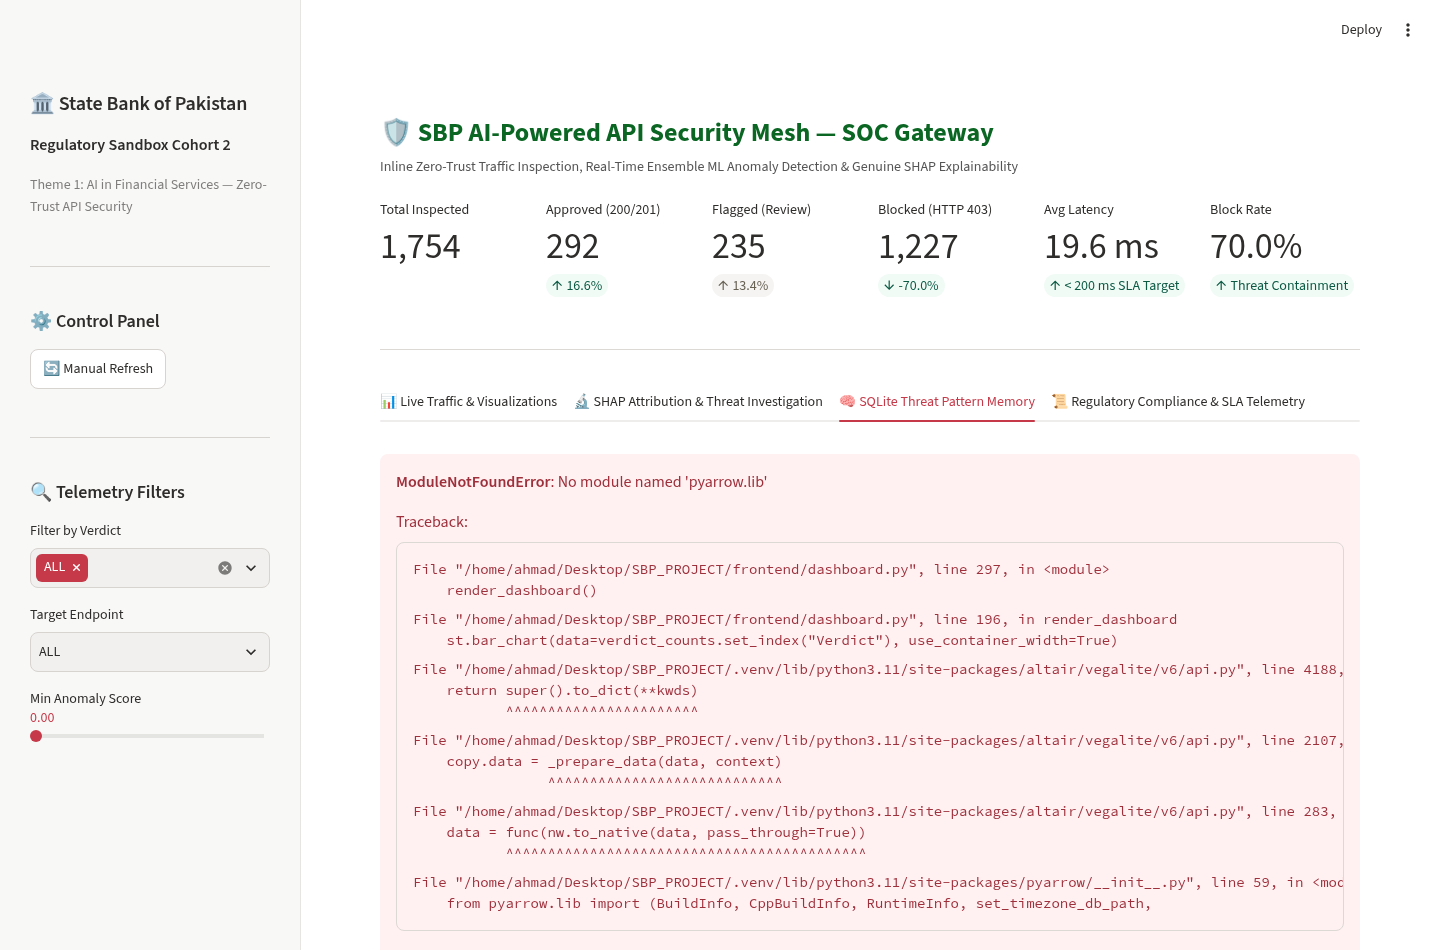 Deploy
State Bank of Pakistan
Regulatory Sandbox Cohort 2
Theme 1: AI in Financial Services — Zero-
Trust API Security
Control Panel
Manual Refresh
Telemetry Filters
Filter by Verdict
ALL
Target Endpoint
ALL
Min Anomaly Score
0.00
SBP AI-Powered API Security Mesh — SOC Gateway
Inline Zero-Trust Traffic Inspection, Real-Time Ensemble ML Anomaly Detection & Genuine SHAP Explainability
Total Inspected
1,754
Approved (200/201)
292
↑ 16.6%
Flagged (Review)
235
↑ 13.4%
Blocked (HTTP 403)
1,227
↓ -70.0%
Avg Latency
19.6 ms
↑ < 200 ms SLA Target
Block Rate
70.0%
↑ Threat Containment
Live Traffic & Visualizations
SHAP Attribution & Threat Investigation
SQLite Threat Pattern Memory
Regulatory Compliance & SLA Telemetry
ModuleNotFoundError: No module named 'pyarrow.lib'
Traceback:
File "/home/ahmad/Desktop/SBP_PROJECT/frontend/dashboard.py", line 297, in <module>
render_dashboard()
File "/home/ahmad/Desktop/SBP_PROJECT/frontend/dashboard.py", line 196, in render_dashboard
st.bar_chart(data=verdict_counts.set_index("Verdict"), use_container_width=True)
File "/home/ahmad/Desktop/SBP_PROJECT/.venv/lib/python3.11/site-packages/altair/vegalite/v6/api.py", line 4188,
return super().to_dict(**kwds)
^^^^^^^^^^^^^^^^^^^^^^^
File "/home/ahmad/Desktop/SBP_PROJECT/.venv/lib/python3.11/site-packages/altair/vegalite/v6/api.py", line 2107,
copy.data = _prepare_data(data, context)
^^^^^^^^^^^^^^^^^^^^^^^^^^^^
File "/home/ahmad/Desktop/SBP_PROJECT/.venv/lib/python3.11/site-packages/altair/vegalite/v6/api.py", line 283,
data = func(nw.to_native(data, pass_through=True))
^^^^^^^^^^^^^^^^^^^^^^^^^^^^^^^^^^^^^^^^^^^
File "/home/ahmad/Desktop/SBP_PROJECT/.venv/lib/python3.11/site-packages/pyarrow/__init__.py", line 59, in <mod
from pyarrow.lib import (BuildInfo, CppBuildInfo, RuntimeInfo, set_timezone_db_path,